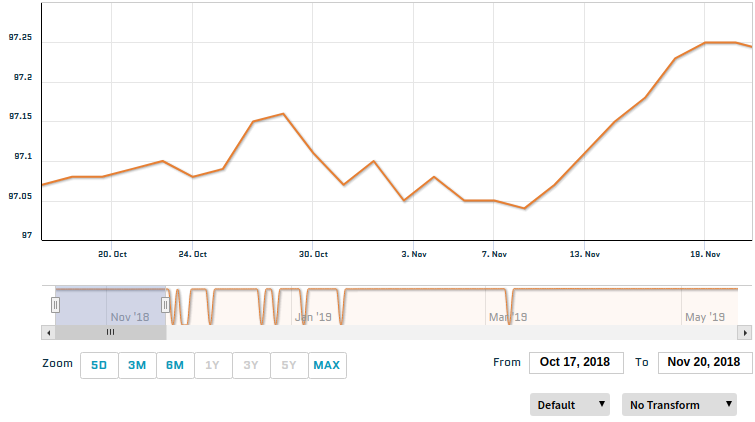 97.25
97.2
97.15
97.1
97.05
97
20. Oct 24. Oct 30. Oct 3. Nov 7. Nov 13. Nov 19. Nov
Nov '18 Jan '19 Mar '19 May '19
Zoom 5D 3M 6M 1Y 3Y 5Y MAX From Oct 17, 2018 To Nov 20, 2018
Default ▼ No Transform ▼